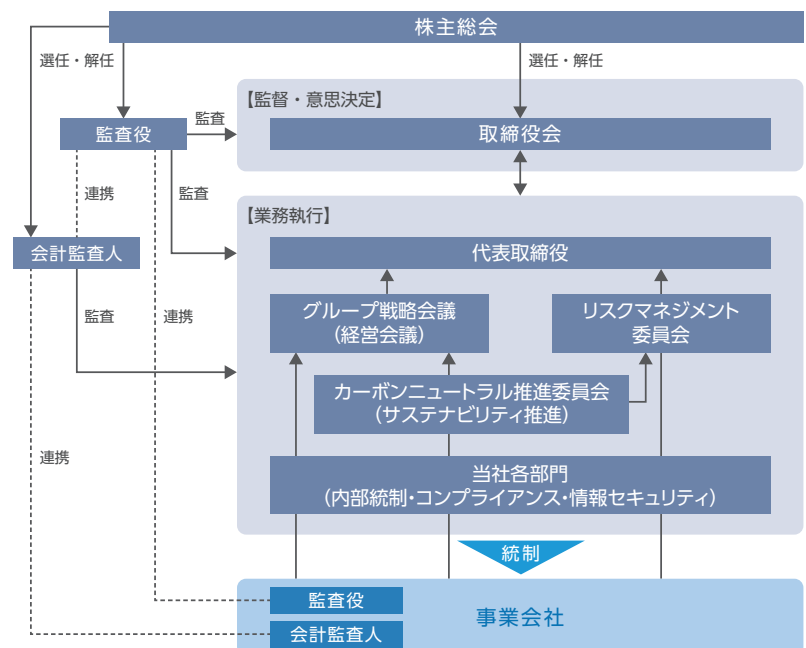 株主総会
選任・解任
選任・解任
【監督・意思決定】
監査役
監査
取締役会
連携
監査
【業務執行】
会計監査人
代表取締役
グループ戦略会議
（経営会議）
リスクマネジメント
委員会
監査
連携
カーボンニュートラル推進委員会
（サステナビリティ推進）
連携
当社各部門
（内部統制・コンプライアンス・情報セキュリティ）
統制
監査役
事業会社
会計監査人